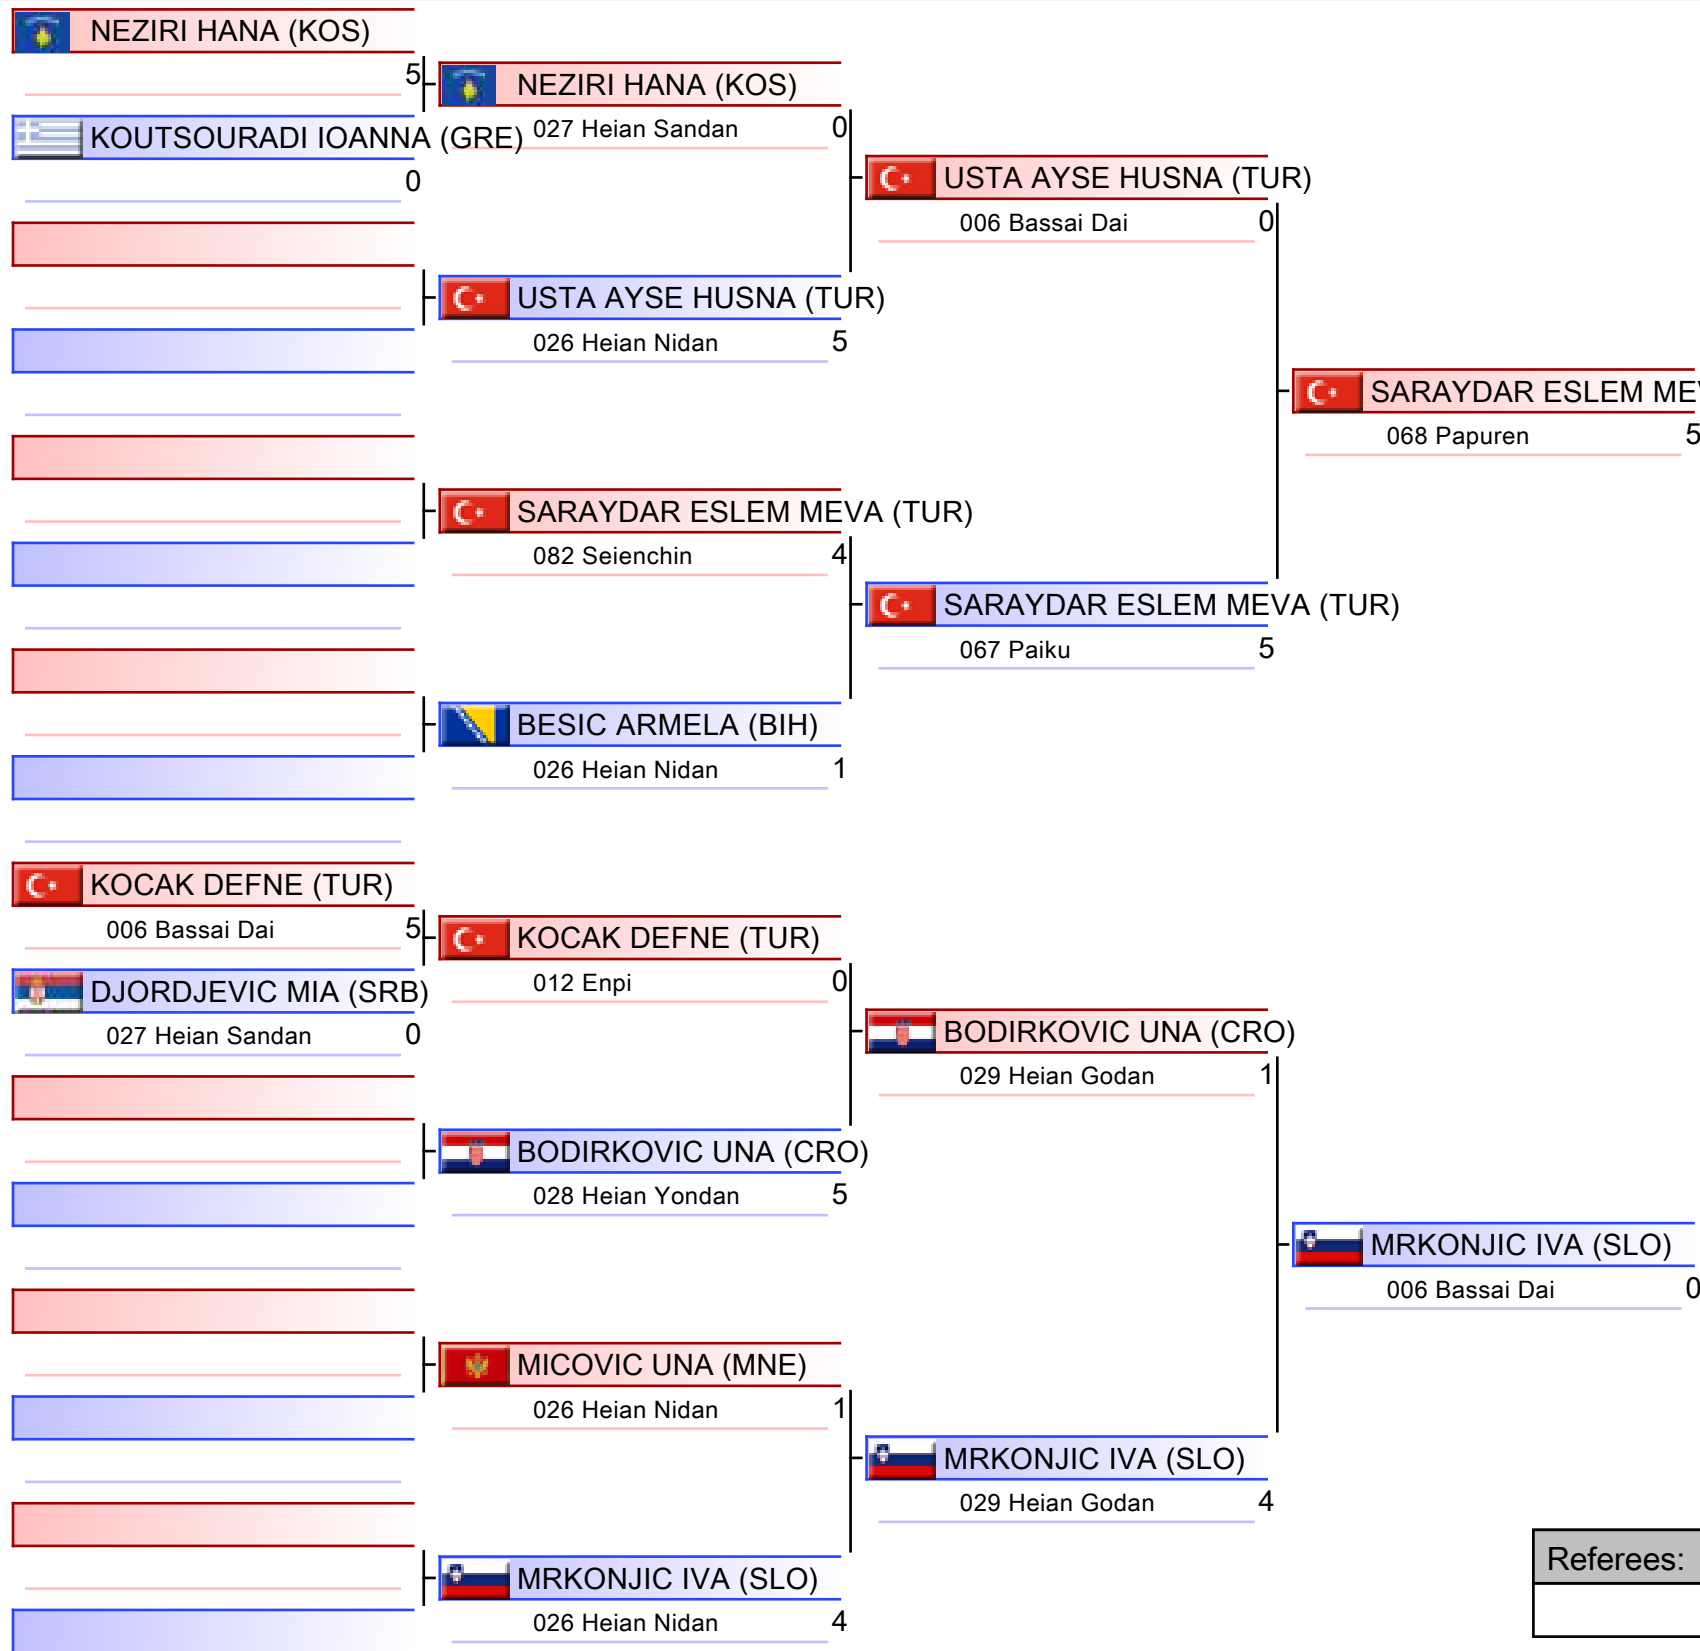 NEZIRI HANA (KOS)
5
KOUTSOURADI IOANNA (GRE)
0
NEZIRI HANA (KOS)
027 Heian Sandan 0
USTA AYSE HUSNA (TUR)
026 Heian Nidan 5
SARAYDAR ESLEM MEVA (TUR)
082 Seienchin 4
BESIC ARMELA (BIH)
026 Heian Nidan 1
USTA AYSE HUSNA (TUR)
006 Bassai Dai 0
SARAYDAR ESLEM MEVA (TUR)
067 Paiku 5
SARAYDAR ESLEM ME
068 Papuren 5
KOCAK DEFNE (TUR)
006 Bassai Dai 5
DJORDJEVIC MIA (SRB)
027 Heian Sandan 0
KOCAK DEFNE (TUR)
012 Enpi 0
BODIRKOVIC UNA (CRO)
028 Heian Yondan 5
MICOVIC UNA (MNE)
026 Heian Nidan 1
MRKONJIC IVA (SLO)
026 Heian Nidan 4
BODIRKOVIC UNA (CRO)
029 Heian Godan 1
MRKONJIC IVA (SLO)
029 Heian Godan 4
MRKONJIC IVA (SLO)
006 Bassai Dai 0
Referees: